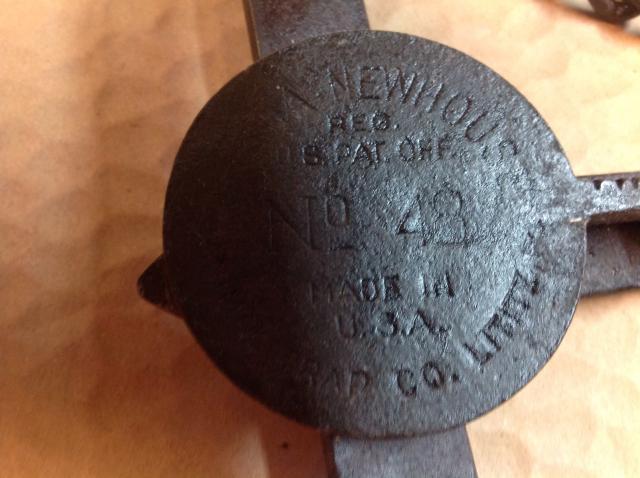 NEWHOUS
REG.
U.S. PAT. OFF.
No. 48
MADE IN
U.S.A.
CO. LITITZ